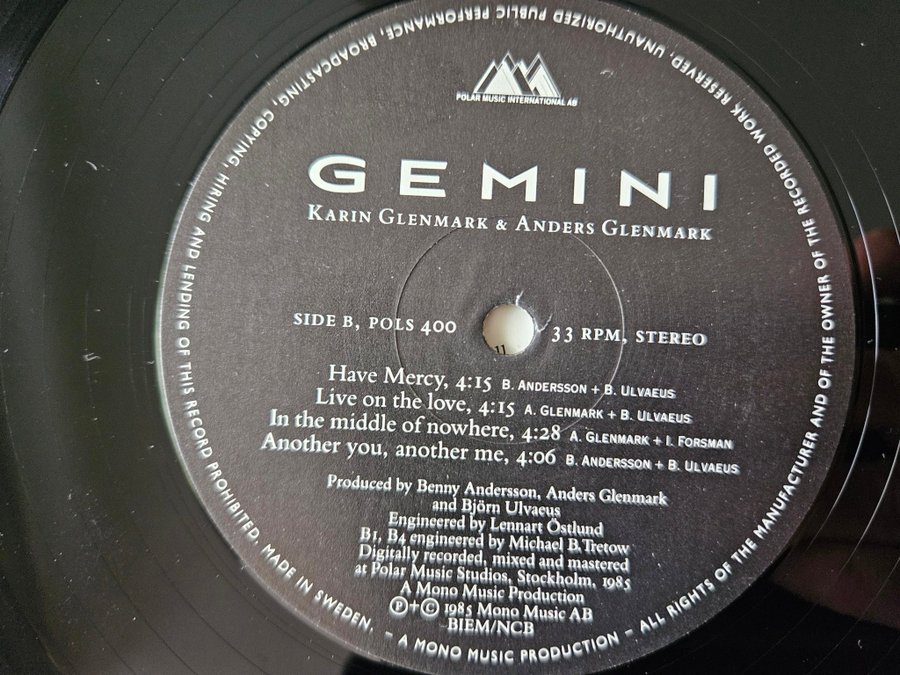 POLAR MUSIC INTERNATIONAL AB
GEMINI
KARIN GLENMARK & ANDERS GLENMARK
SIDE B, POLS 400
33 RPM, STEREO
Have Mercy, 4:15 B. ANDERSSON + B. ULVAEUS
Live on the love, 4:15 A. GLENMARK + B. ULVAEUS
In the middle of nowhere, 4:28 A. GLENMARK + I. FORSMAN
Another you, another me, 4:06 B. ANDERSSON + B. ULVAEUS
Produced by Benny Andersson, Anders Glenmark
and Björn Ulvaeus
Engineered by Lennart Östlund
B1, B4 engineered by Michael B. Tretow
Digitally recorded, mixed and mastered
at Polar Music Studios, Stockholm, 1985
A Mono Music Production
℗+© 1985 Mono Music AB
BIEM/NCB
– A MONO MUSIC PRODUCTION – ALL RIGHTS OF THE MANUFACTURER AND OF THE OWNER OF THE RECORDED WORK RESERVED. UNAUTHORIZED PUBLIC PERFORMANCE, BROADCASTING, COPYING, HIRING AND LENDING OF THIS RECORD PROHIBITED. MADE IN SWEDEN.